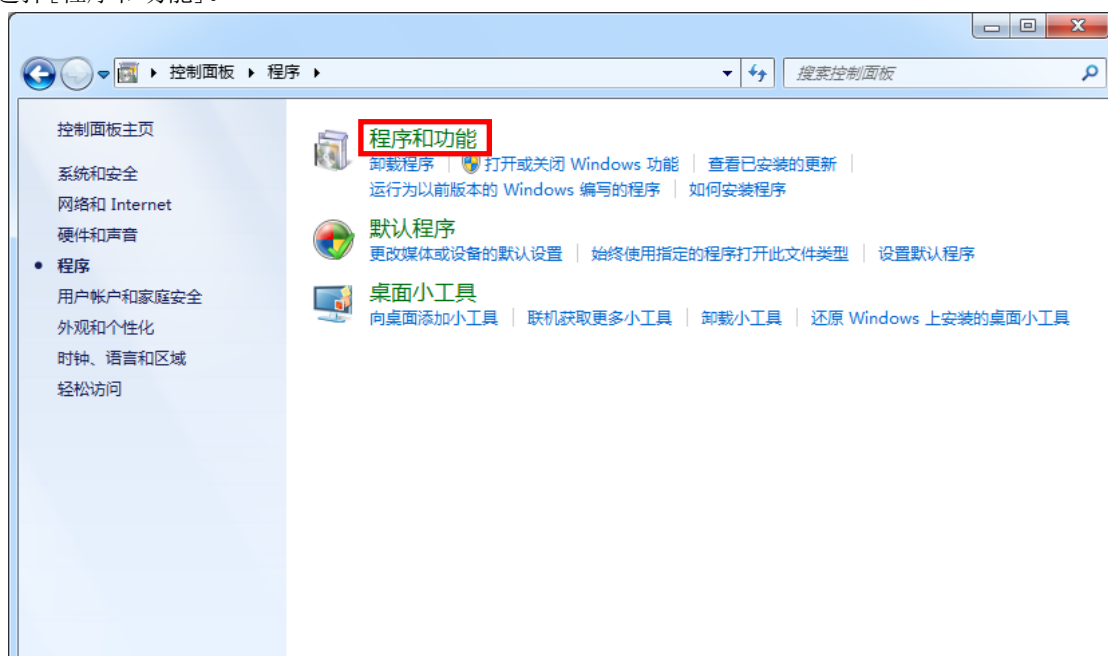 选择[程序和功能]。
控制面板 ▸ 程序 ▸
搜索控制面板
控制面板主页
系统和安全
网络和 Internet
硬件和声音
• 程序
用户帐户和家庭安全
外观和个性化
时钟、语言和区域
轻松访问
程序和功能
卸载程序 | 打开或关闭 Windows 功能 | 查看已安装的更新 |
运行为以前版本的 Windows 编写的程序 | 如何安装程序
默认程序
更改媒体或设备的默认设置 | 始终使用指定的程序打开此文件类型 | 设置默认程序
桌面小工具
向桌面添加小工具 | 联机获取更多小工具 | 卸载小工具 | 还原 Windows 上安装的桌面小工具